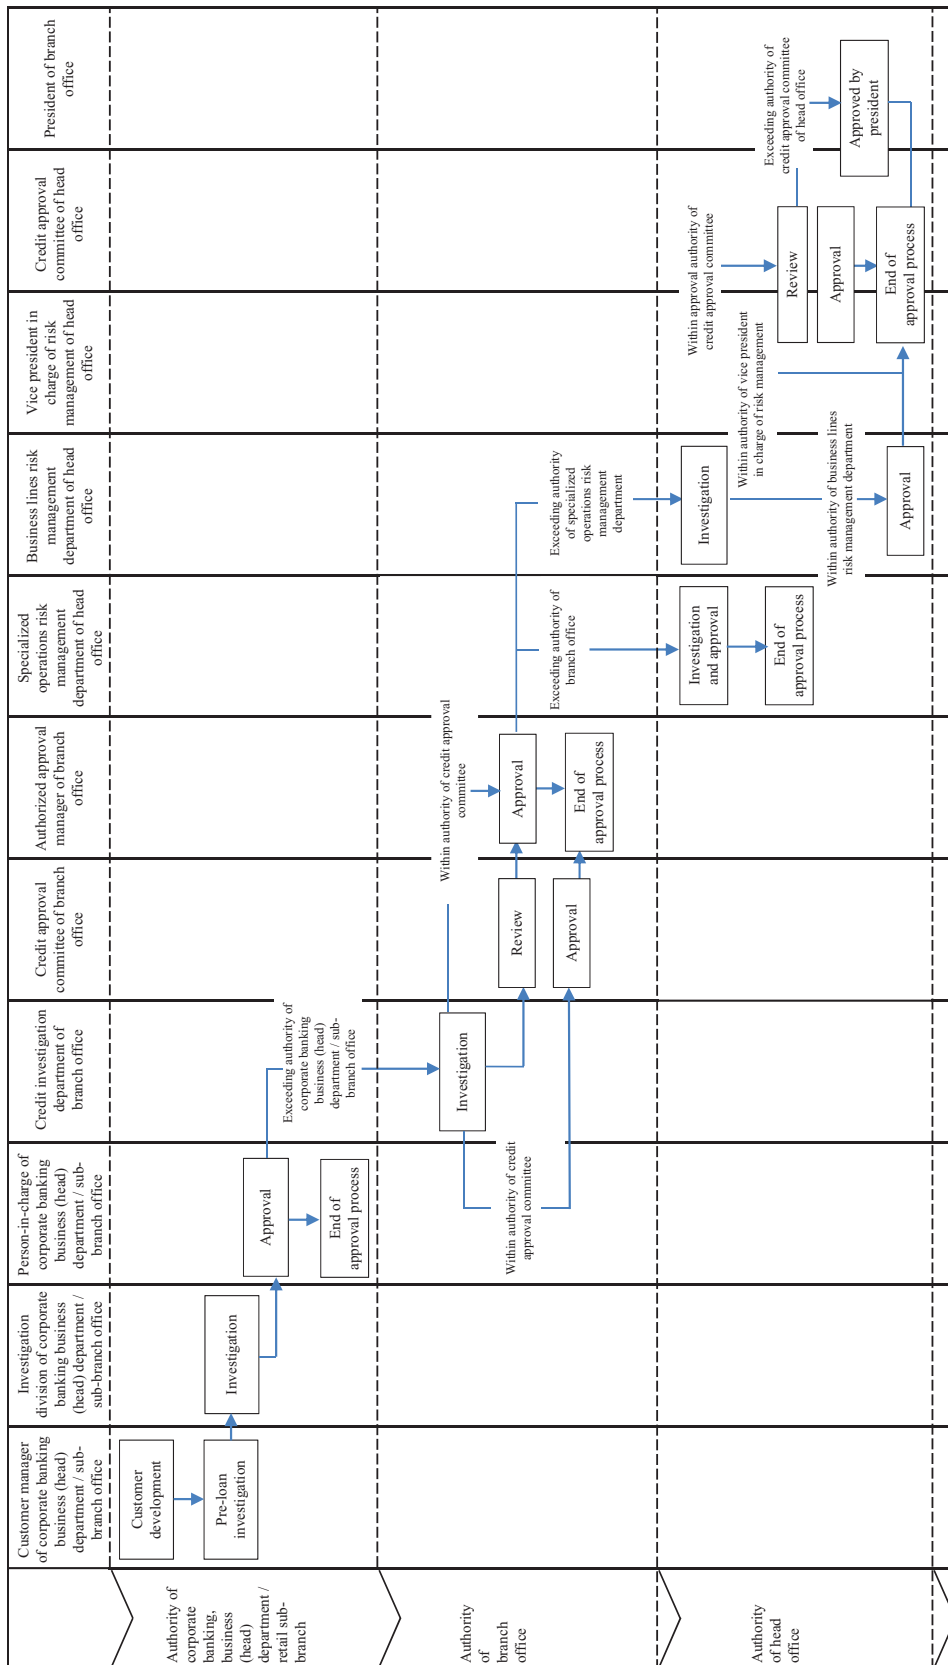 Customer manager
of corporate banking
business (head)
department / sub-
branch office
Investigation
division of corporate
banking business
(head) department /
sub-branch office
Person-in-charge of
corporate banking
business (head)
department / sub-
branch office
Credit investigation
department of
branch office
Credit approval
committee of branch
office
Authorized approval
manager of branch
office
Specialized
operations risk
management
department of head
office
Business lines risk
management
department of head
office
Vice president in
charge of risk
management of head
office
Credit approval
committee of head
office
President of branch
office
Authority of
corporate
banking,
business
(head)
department /
retail sub-
branch
Customer
development
Pre-loan
investigation
Investigation
Approval
End of
approval process
Exceeding authority of
corporate banking
business (head)
department / sub-
branch office
Authority
of branch
office
Investigation
Within authority of credit
approval committee
Within authority of credit approval
committee
Review
Approval
Approval
End of
approval process
Exceeding authority of
branch office
Exceeding authority
of specialized
operations risk
management
department
Authority
of head
office
Investigation
and approval
End of
approval process
Investigation
Within authority of vice president
in charge of risk management
Within authority of business lines
risk management department
Approval
Within approval authority of
credit approval committee
Review
Approval
End of
approval process
Exceeding authority of
credit approval committee
of head office
Approved by
president